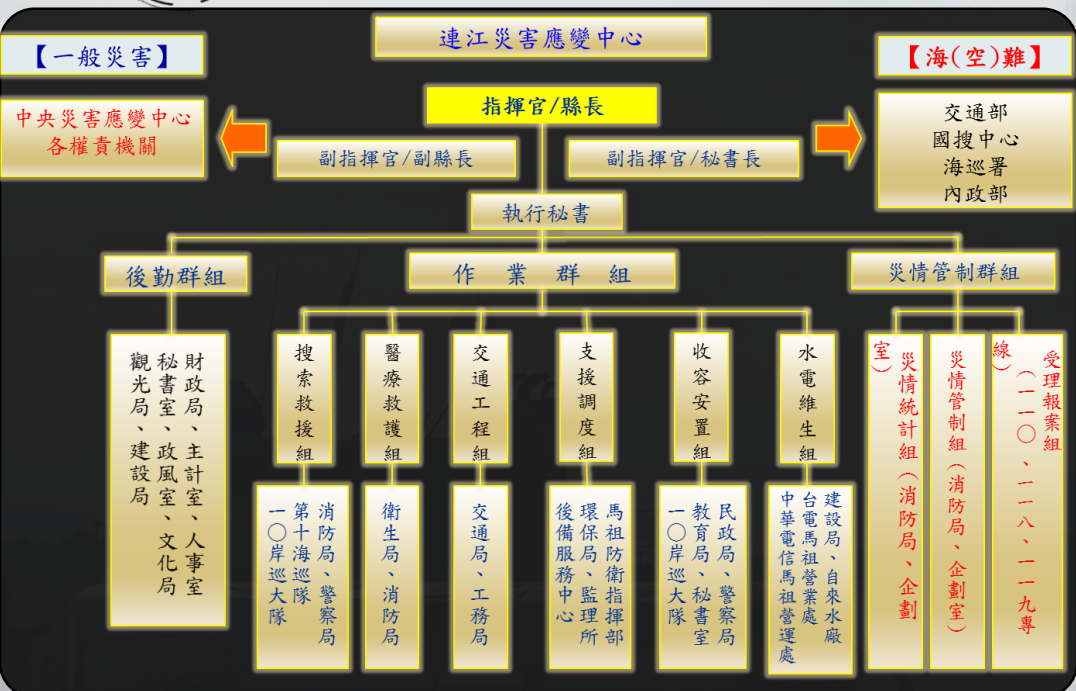 連江災害應變中心
【一般災害】
【海(空)難】
指揮官/縣長
中央災害應變中心
各權責機關
交通部
國搜中心
海巡署
內政部
副指揮官/副縣長
副指揮官/秘書長
執行秘書
後勤群組
作業群組
災情管制群組
財政局、主計室、人事室
秘書室、政風室、文化局
觀光局、建設局
搜索救援組
醫療救護組
交通工程組
支援調度組
收容安置組
水電維生組
消防局、警察局
第十海巡隊
一〇岸巡大隊
衛生局、消防局
交通局、工務局
馬祖防衛指揮部
環保局、監理所
後備服務中心
民政局、警察局
教育局、秘書室
一〇岸巡大隊
建設局、自來水廠
台電馬祖營業處
中華電信馬祖營運處
災情統計組(消防局、企劃
室)
災情管制組(消防局、企劃室)
受理報案組
(一一〇、一一八、一一九專
線)